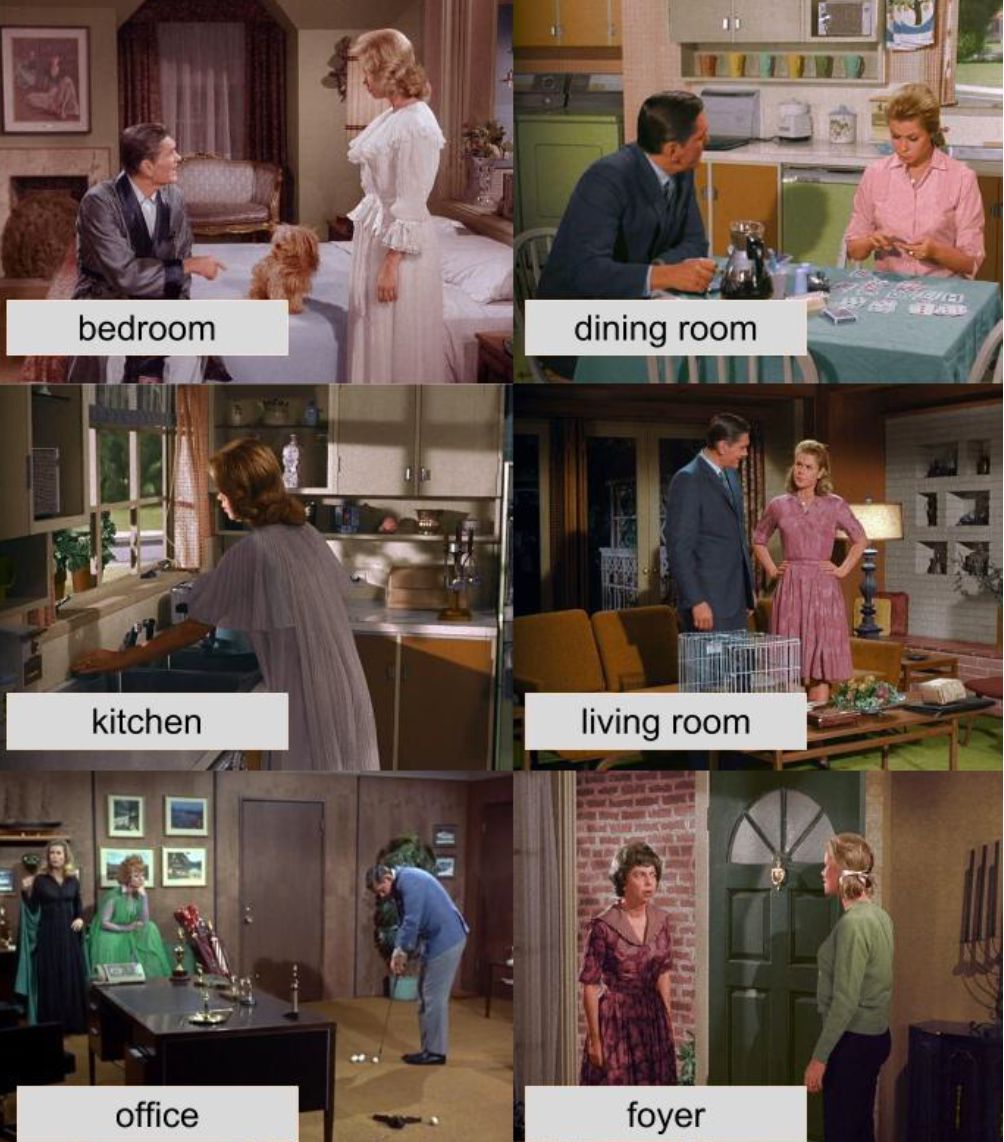 bedroom
dining room
kitchen
living room
office
foyer